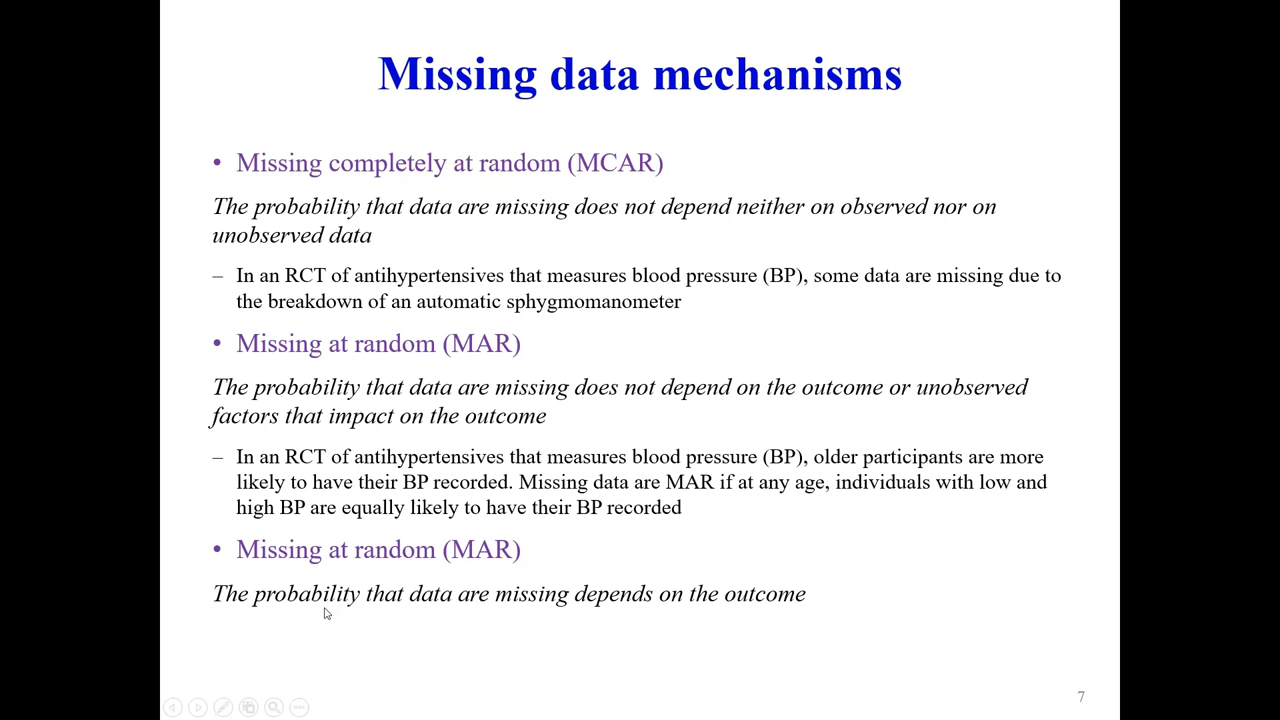 Missing data mechanisms
• Missing completely at random (MCAR)
The probability that data are missing does not depend neither on observed nor on
unobserved data
– In an RCT of antihypertensives that measures blood pressure (BP), some data are missing due to
the breakdown of an automatic sphygmomanometer
• Missing at random (MAR)
The probability that data are missing does not depend on the outcome or unobserved
factors that impact on the outcome
– In an RCT of antihypertensives that measures blood pressure (BP), older participants are more
likely to have their BP recorded. Missing data are MAR if at any age, individuals with low and
high BP are equally likely to have their BP recorded
• Missing at random (MAR)
The probability that data are missing depends on the outcome
7